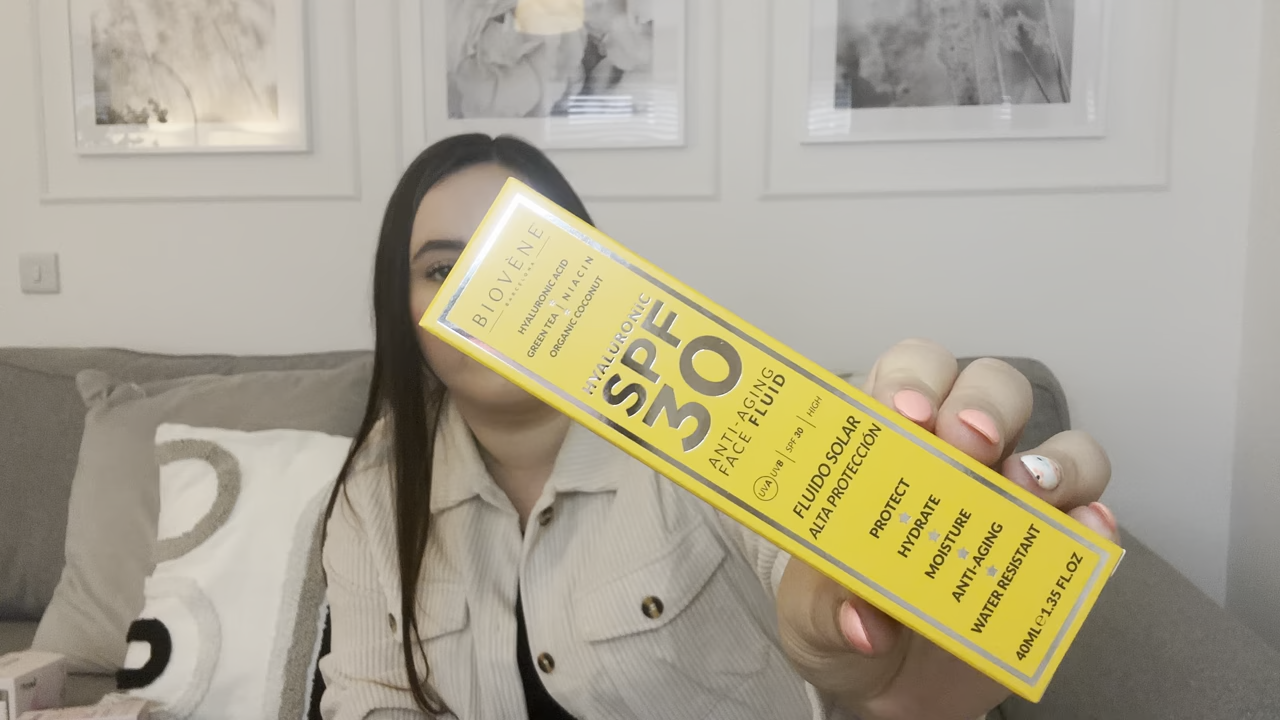 BIOVÈNE
BARCELONA
HYALURONIC ACID
GREEN TEA | NIACIN
ORGANIC COCONUT
HYALURONIC
SPF
30
ANTI-AGING
FACE FLUID
UVA UVB | SPF 30 | HIGH
FLUIDO SOLAR
ALTA PROTECCIÓN
PROTECT
HYDRATE
MOISTURE
ANTI-AGING
WATER RESISTANT
40ML℮1.35 FL.OZ